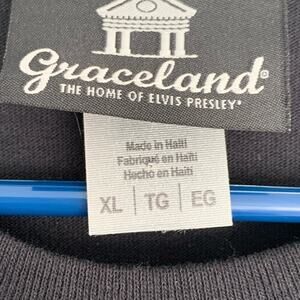 Graceland®
THE HOME OF ELVIS PRESLEY®
Made in Haiti
Fabriqué en Haïti
Hecho en Haiti
XL | TG | EG